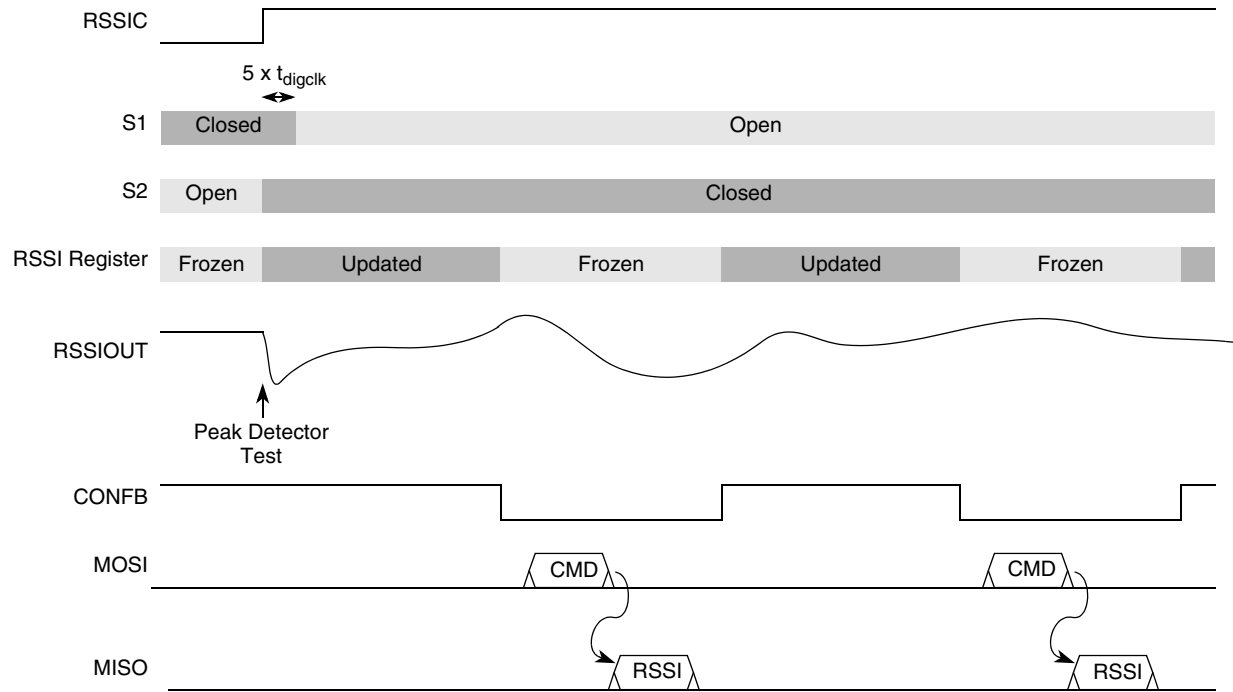 RSSIC
5 x tdigclk
S1
Closed
Open
S2
Open
Closed
RSSI Register
Frozen
Updated
Frozen
Updated
Frozen
RSSIOUT
Peak Detector
Test
CONFB
MOSI
CMD
CMD
MISO
RSSI
RSSI